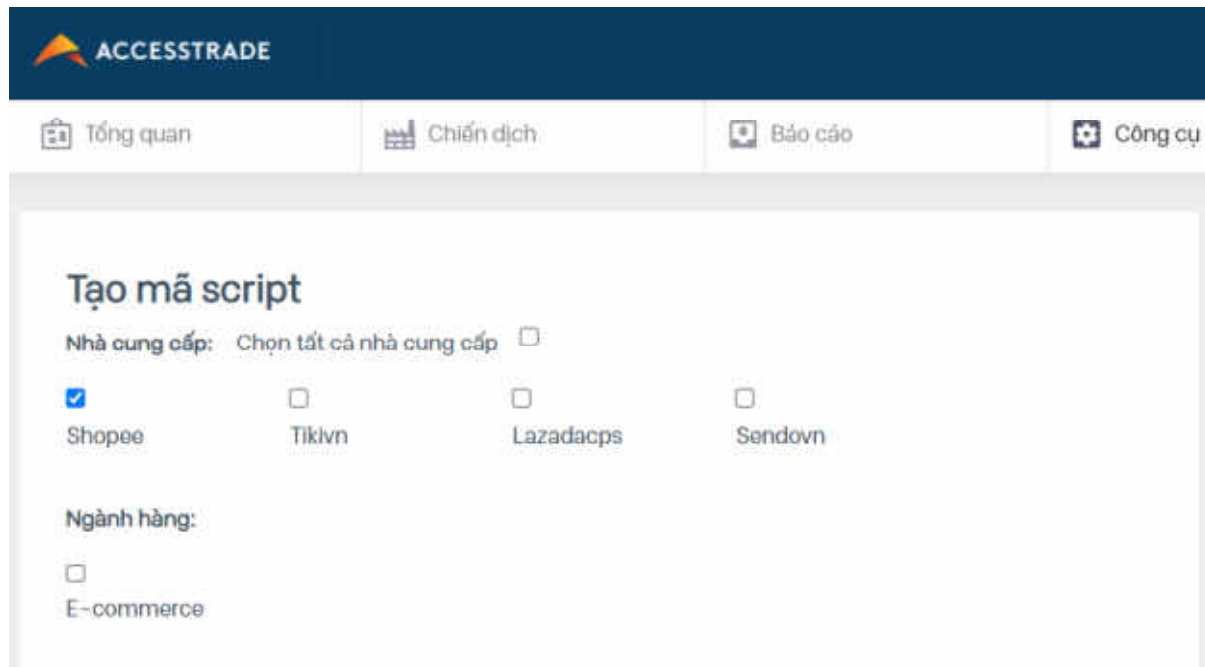 ACCESSTRADE
Tổng quan Chiến dịch Báo cáo Công cụ
Tạo mã script
Nhà cung cấp: Chọn tất cả nhà cung cấp
Shopee Tikivn Lazadacps Sendovn
Ngành hàng:
E-commerce